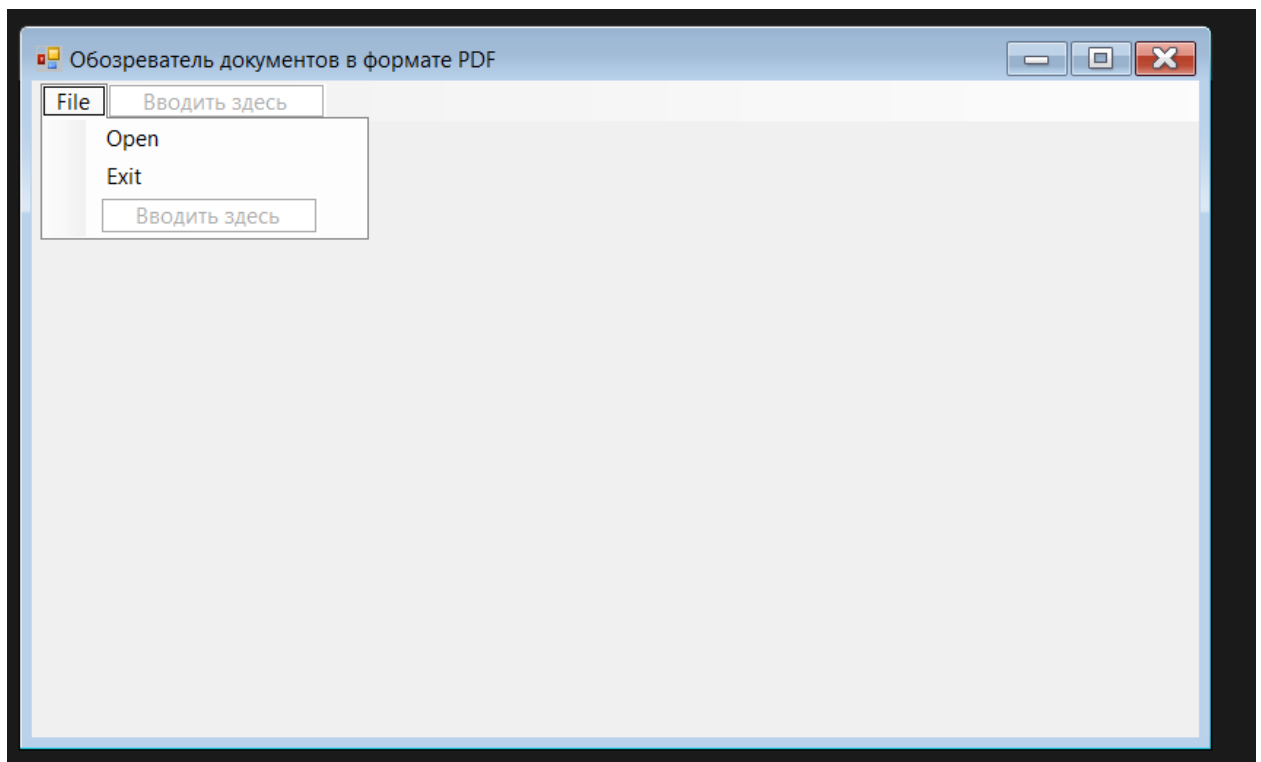 Обозреватель документов в формате PDF
File Вводить здесь
Open
Exit
Вводить здесь